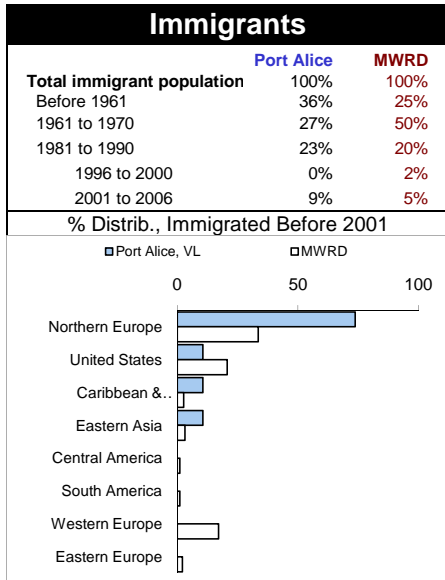 Immigrants
Port Alice MWRD
Total immigrant population 100% 100%
Before 1961 36% 25%
1961 to 1970 27% 50%
1981 to 1990 23% 20%
1996 to 2000 0% 2%
2001 to 2006 9% 5%
% Distrib., Immigrated Before 2001
Port Alice, VL MWRD
0 50 100
Northern Europe
United States
Caribbean &..
Eastern Asia
Central America
South America
Western Europe
Eastern Europe